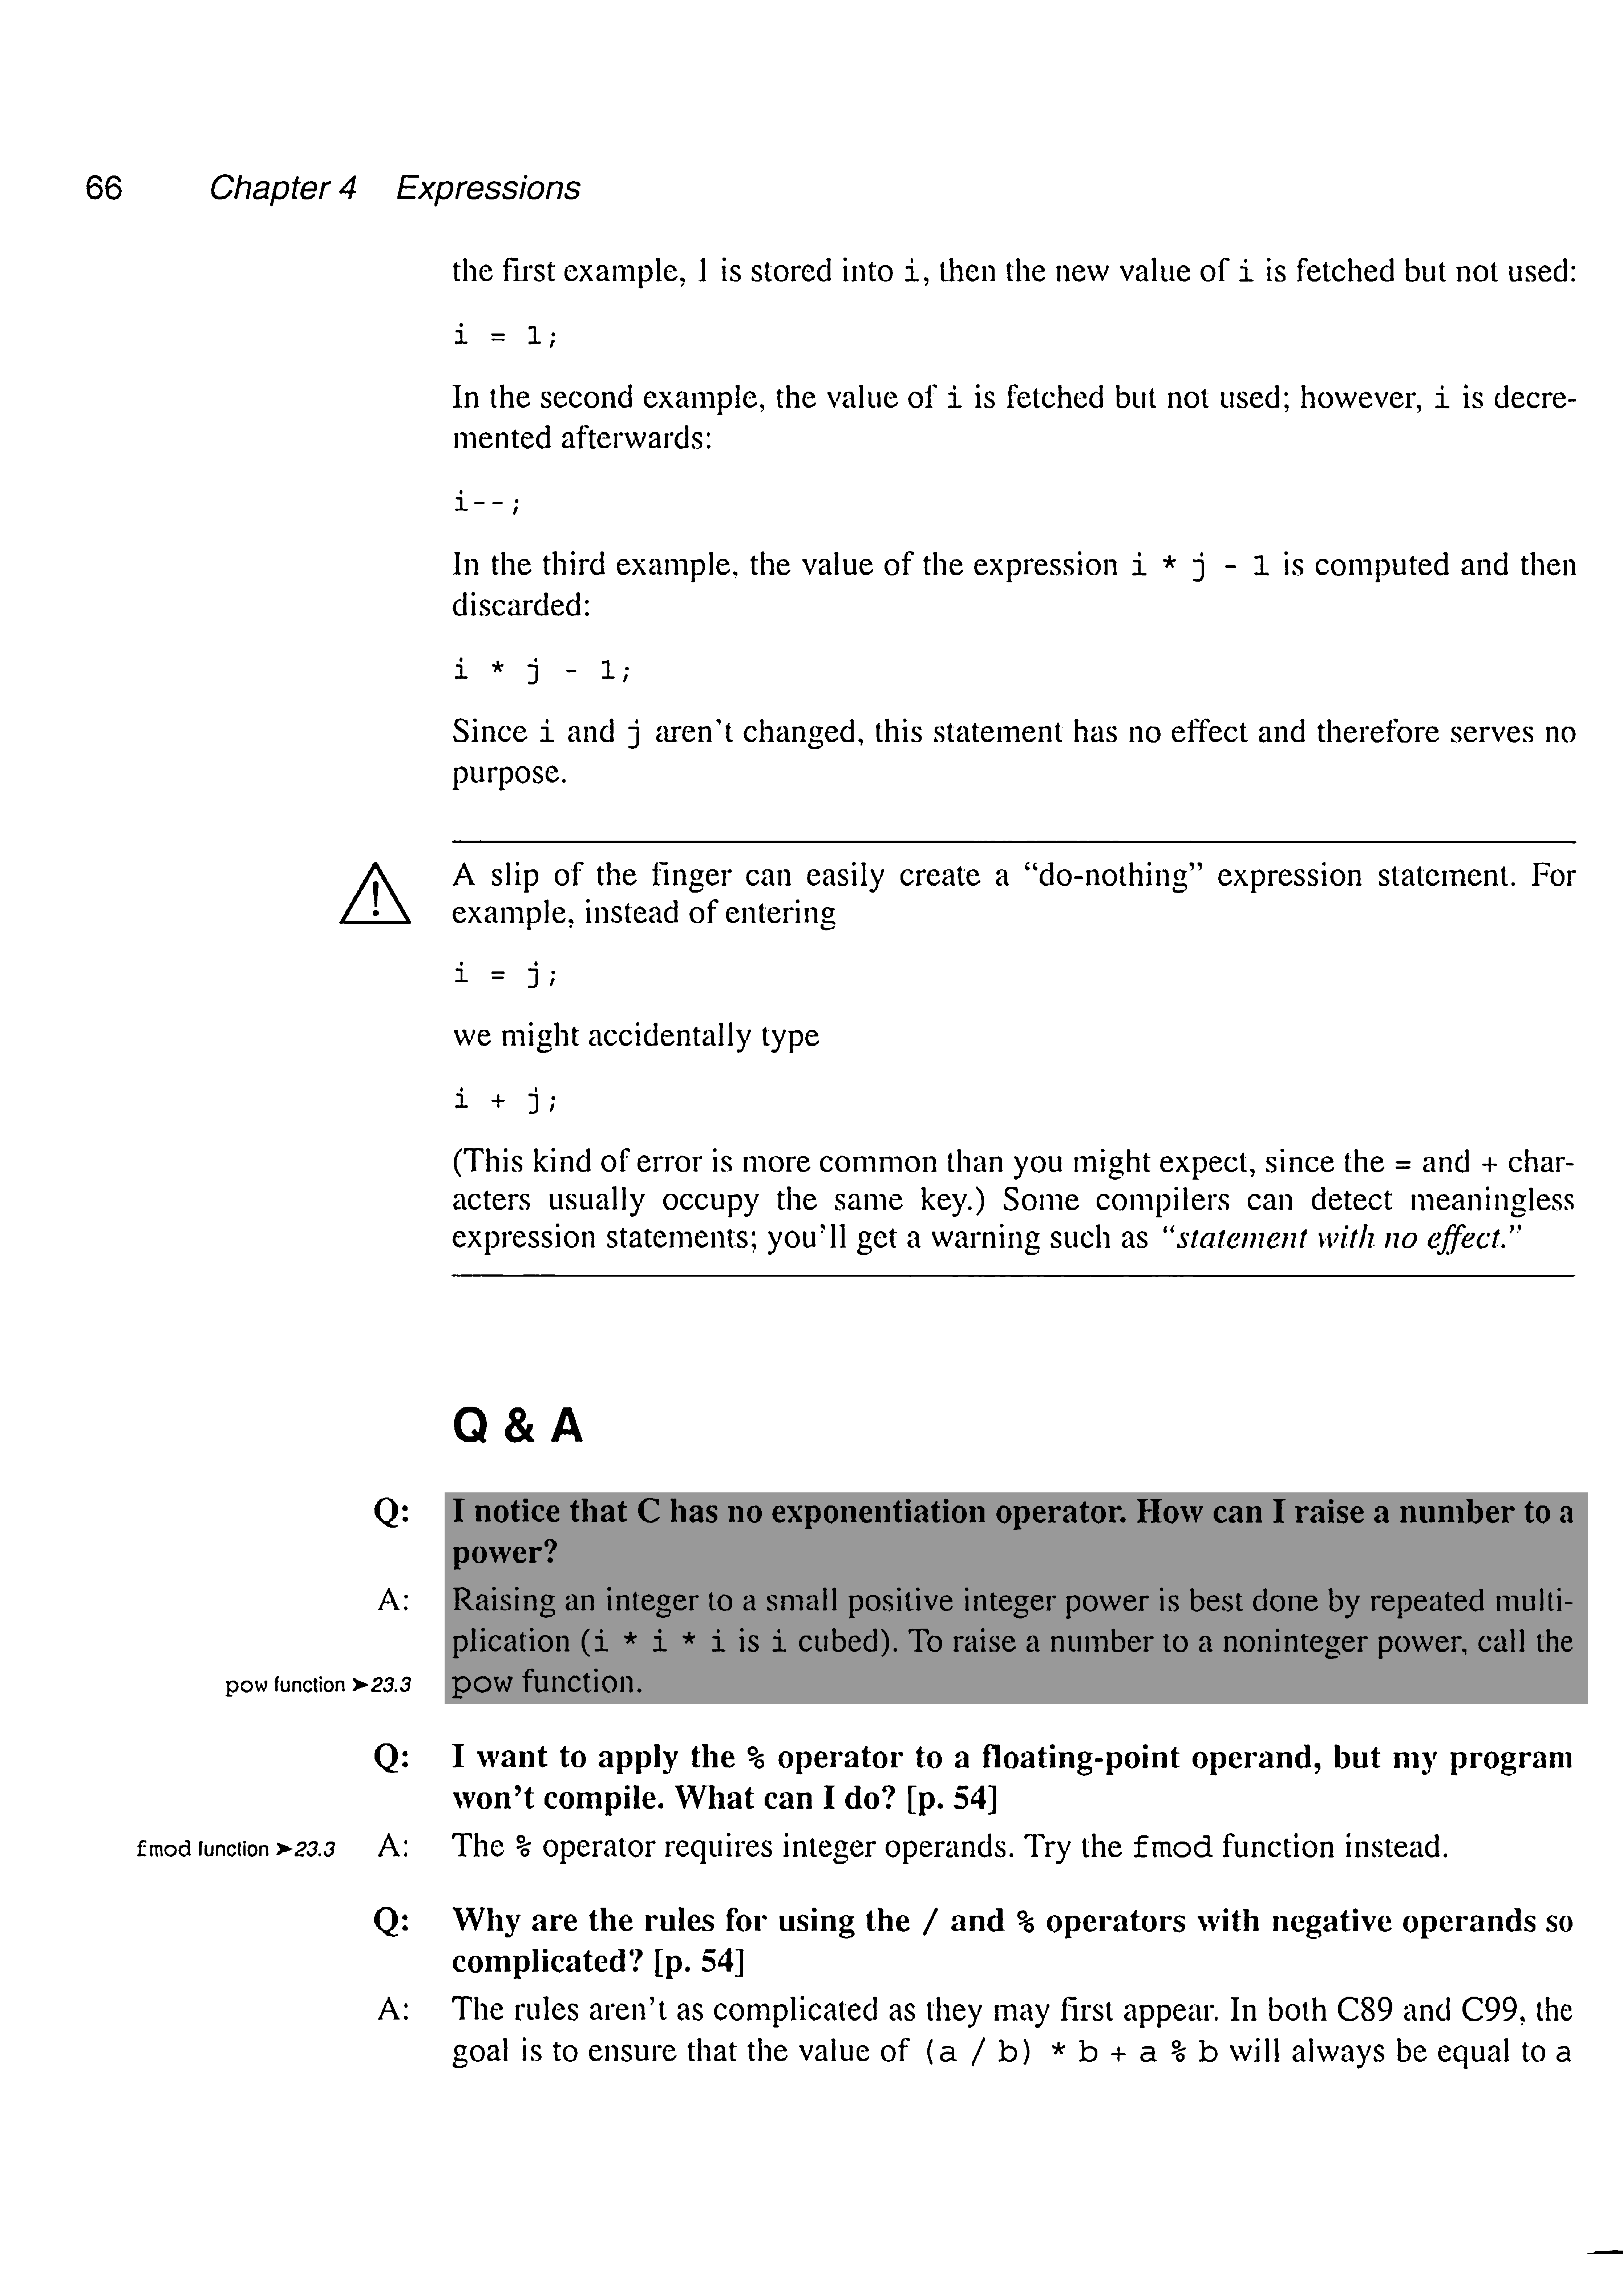 66 Chapter 4 Expressions
the first example, 1 is stored into i, then the new value of i is fetched but not used:
i = 1;
In the second example, the value of i is fetched but not used; however, i is decre-
mented afterwards:
i--;
In the third example, the value of the expression i * j - 1 is computed and then
discarded:
i * j - 1;
Since i and j aren't changed, this statement has no effect and therefore serves no
purpose.
A slip of the finger can easily create a “do-nothing” expression statement. For
example, instead of entering
i = j;
we might accidentally type
i + j;
(This kind of error is more common than you might expect, since the = and + char-
acters usually occupy the same key.) Some compilers can detect meaningless
expression statements; you'll get a warning such as “statement with no effect.”
Q & A
Q: I notice that C has no exponentiation operator. How can I raise a number to a
power?
A: Raising an integer to a small positive integer power is best done by repeated multi-
plication (i * i * i is i cubed). To raise a number to a noninteger power, call the
pow function ➤23.3 pow function.
Q: I want to apply the % operator to a floating-point operand, but my program
won't compile. What can I do? [p. 54]
fmod function ➤23.3 A: The % operator requires integer operands. Try the fmod function instead.
Q: Why are the rules for using the / and % operators with negative operands so
complicated? [p. 54]
A: The rules aren't as complicated as they may first appear. In both C89 and C99, the
goal is to ensure that the value of (a / b) * b + a % b will always be equal to a